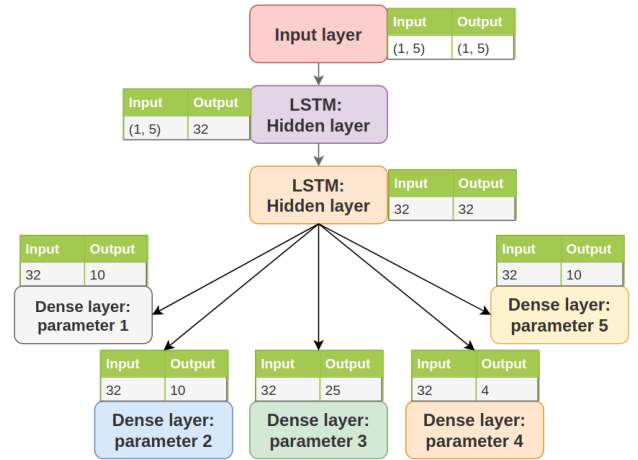 Input layer
Input Output
(1, 5) (1, 5)
LSTM:
Hidden layer
Input Output
(1, 5) 32
LSTM:
Hidden layer
Input Output
32 32
Input Output
32 10
Dense layer:
parameter 1
Input Output
32 10
Dense layer:
parameter 2
Input Output
32 25
Dense layer:
parameter 3
Input Output
32 4
Dense layer:
parameter 4
Input Output
32 10
Dense layer:
parameter 5